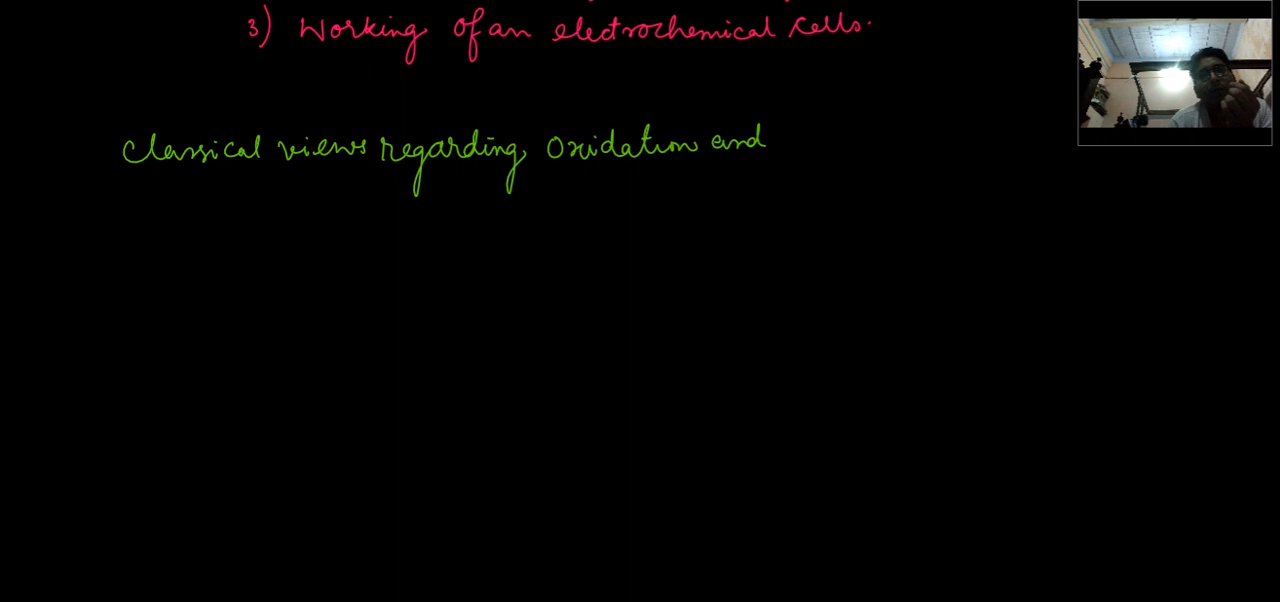 3) Working of an electrochemical cells.
Classical views regarding Oxidation and